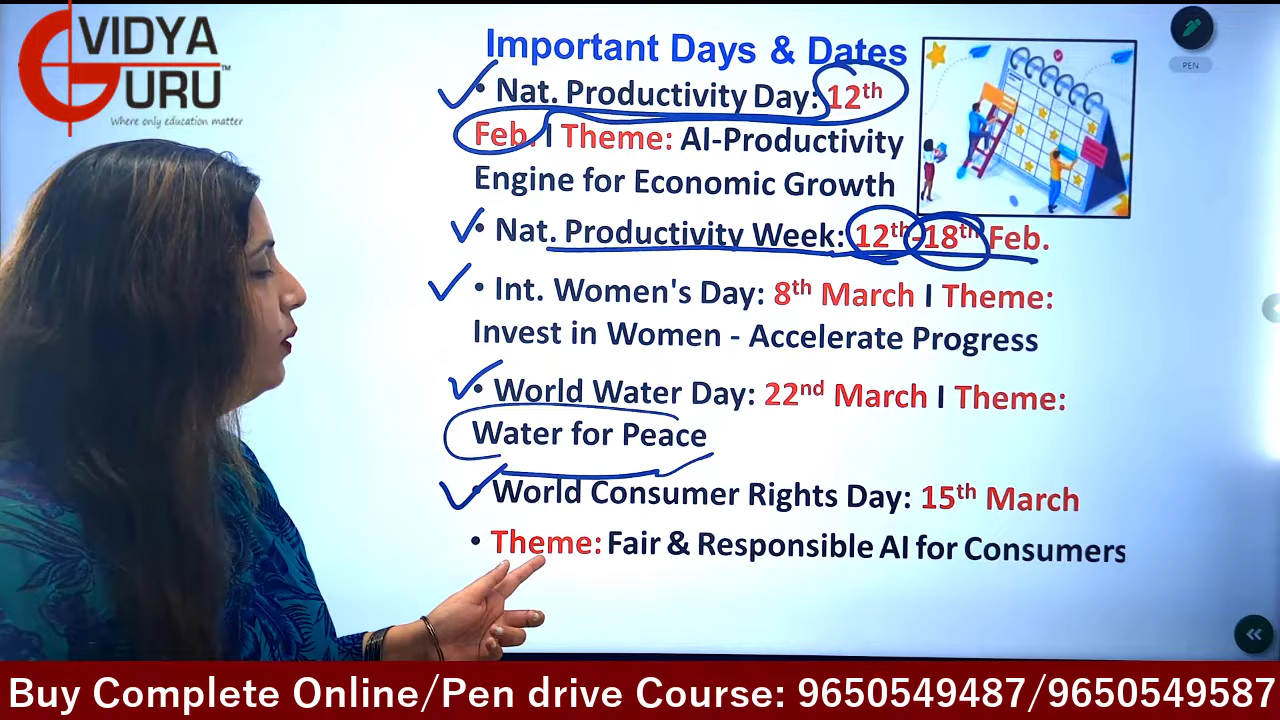 VIDYA
GURU™
Where only education matter
Important Days & Dates
• Nat. Productivity Day: 12th
Feb. I Theme: AI-Productivity
Engine for Economic Growth
• Nat. Productivity Week: 12th-18th Feb.
• Int. Women's Day: 8th March I Theme:
Invest in Women - Accelerate Progress
• World Water Day: 22nd March I Theme:
Water for Peace
• World Consumer Rights Day: 15th March
• Theme: Fair & Responsible AI for Consumers
PEN
Buy Complete Online/Pen drive Course: 9650549487/9650549587